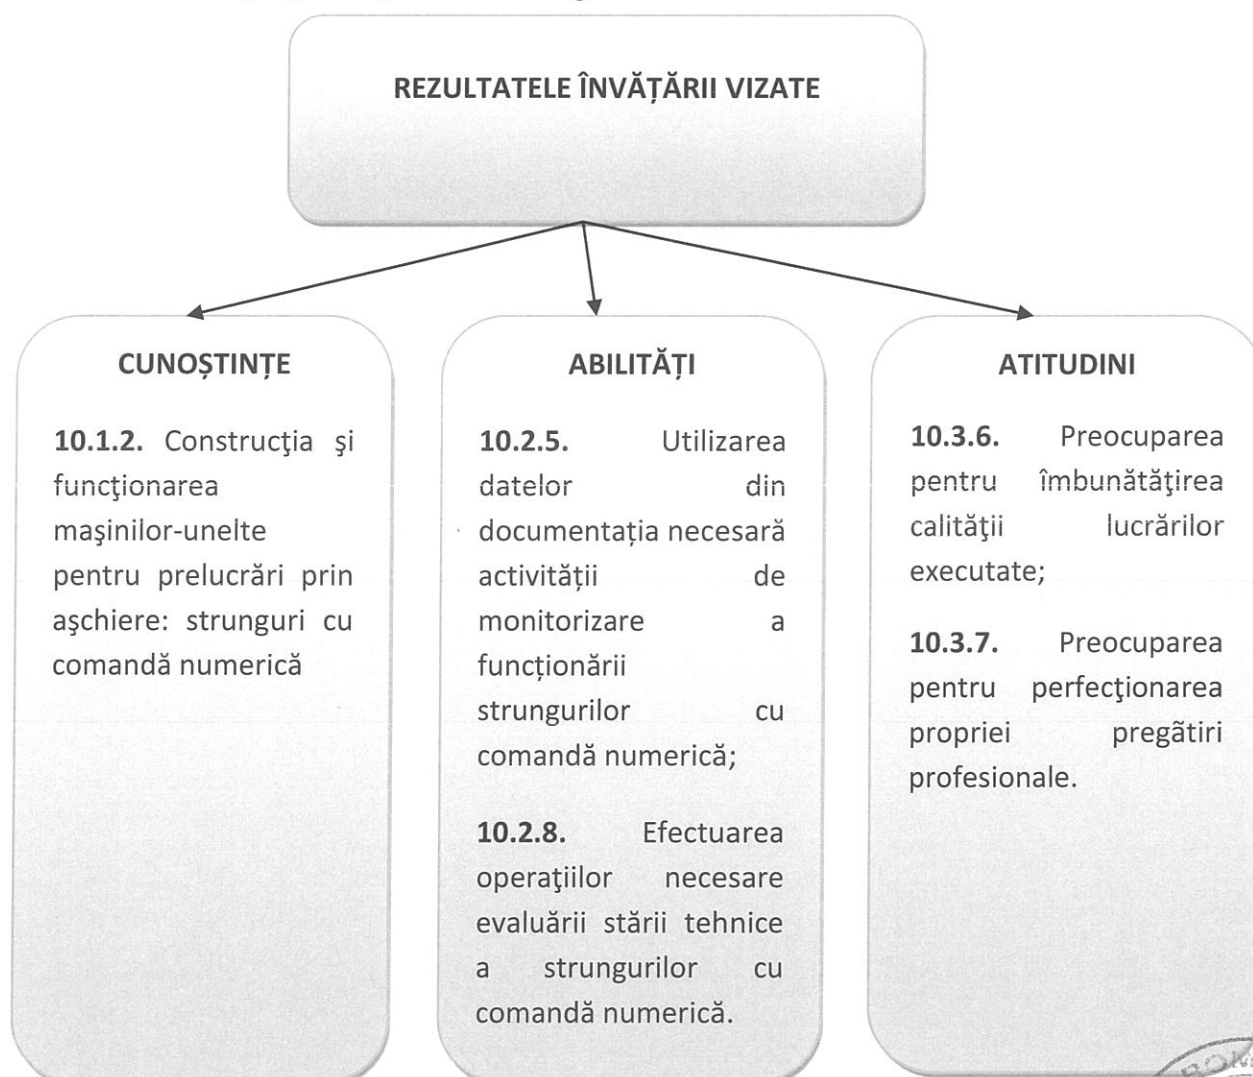 REZULTATELE ÎNVĂȚĂRII VIZATE
CUNOȘTINȚE
10.1.2. Construcţia şi
funcţionarea
maşinilor-unelte
pentru prelucrări prin
aşchiere: strunguri cu
comandă numerică
ABILITĂȚI
10.2.5. Utilizarea
datelor din
documentația necesară
activității de
monitorizare a
funcționării
strungurilor cu
comandă numerică;
10.2.8. Efectuarea
operaţiilor necesare
evaluării stării tehnice
a strungurilor cu
comandă numerică.
ATITUDINI
10.3.6. Preocuparea
pentru îmbunătăţirea
calităţii lucrărilor
executate;
10.3.7. Preocuparea
pentru perfecţionarea
propriei pregãtiri
profesionale.